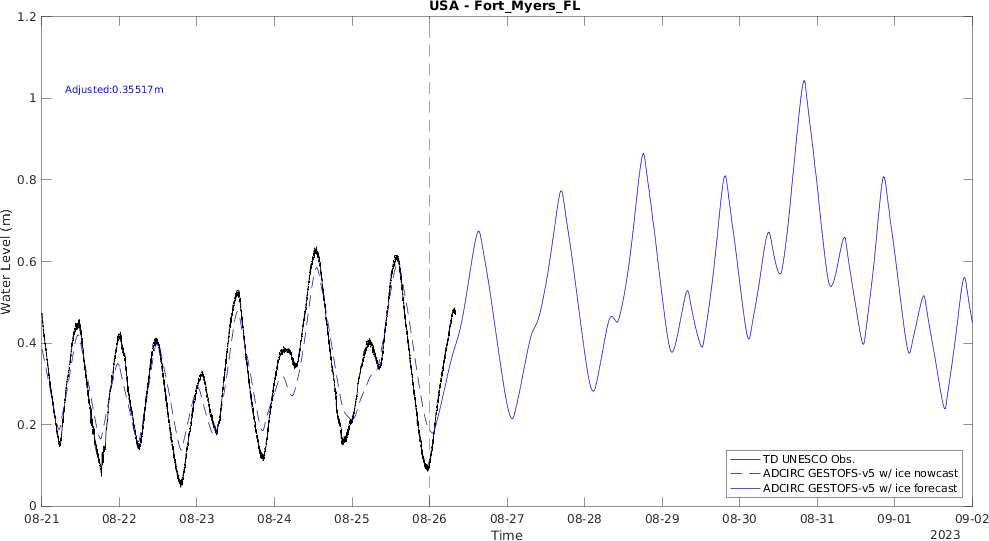 USA - Fort_Myers_FL
Adjusted:0.35517m
Water Level (m)
1.2
1
0.8
0.6
0.4
0.2
0
TD UNESCO Obs.
ADCIRC GESTOFS-v5 w/ ice nowcast
ADCIRC GESTOFS-v5 w/ ice forecast
08-21 08-22 08-23 08-24 08-25 08-26 08-27 08-28 08-29 08-30 08-31 09-01 09-02
Time
2023